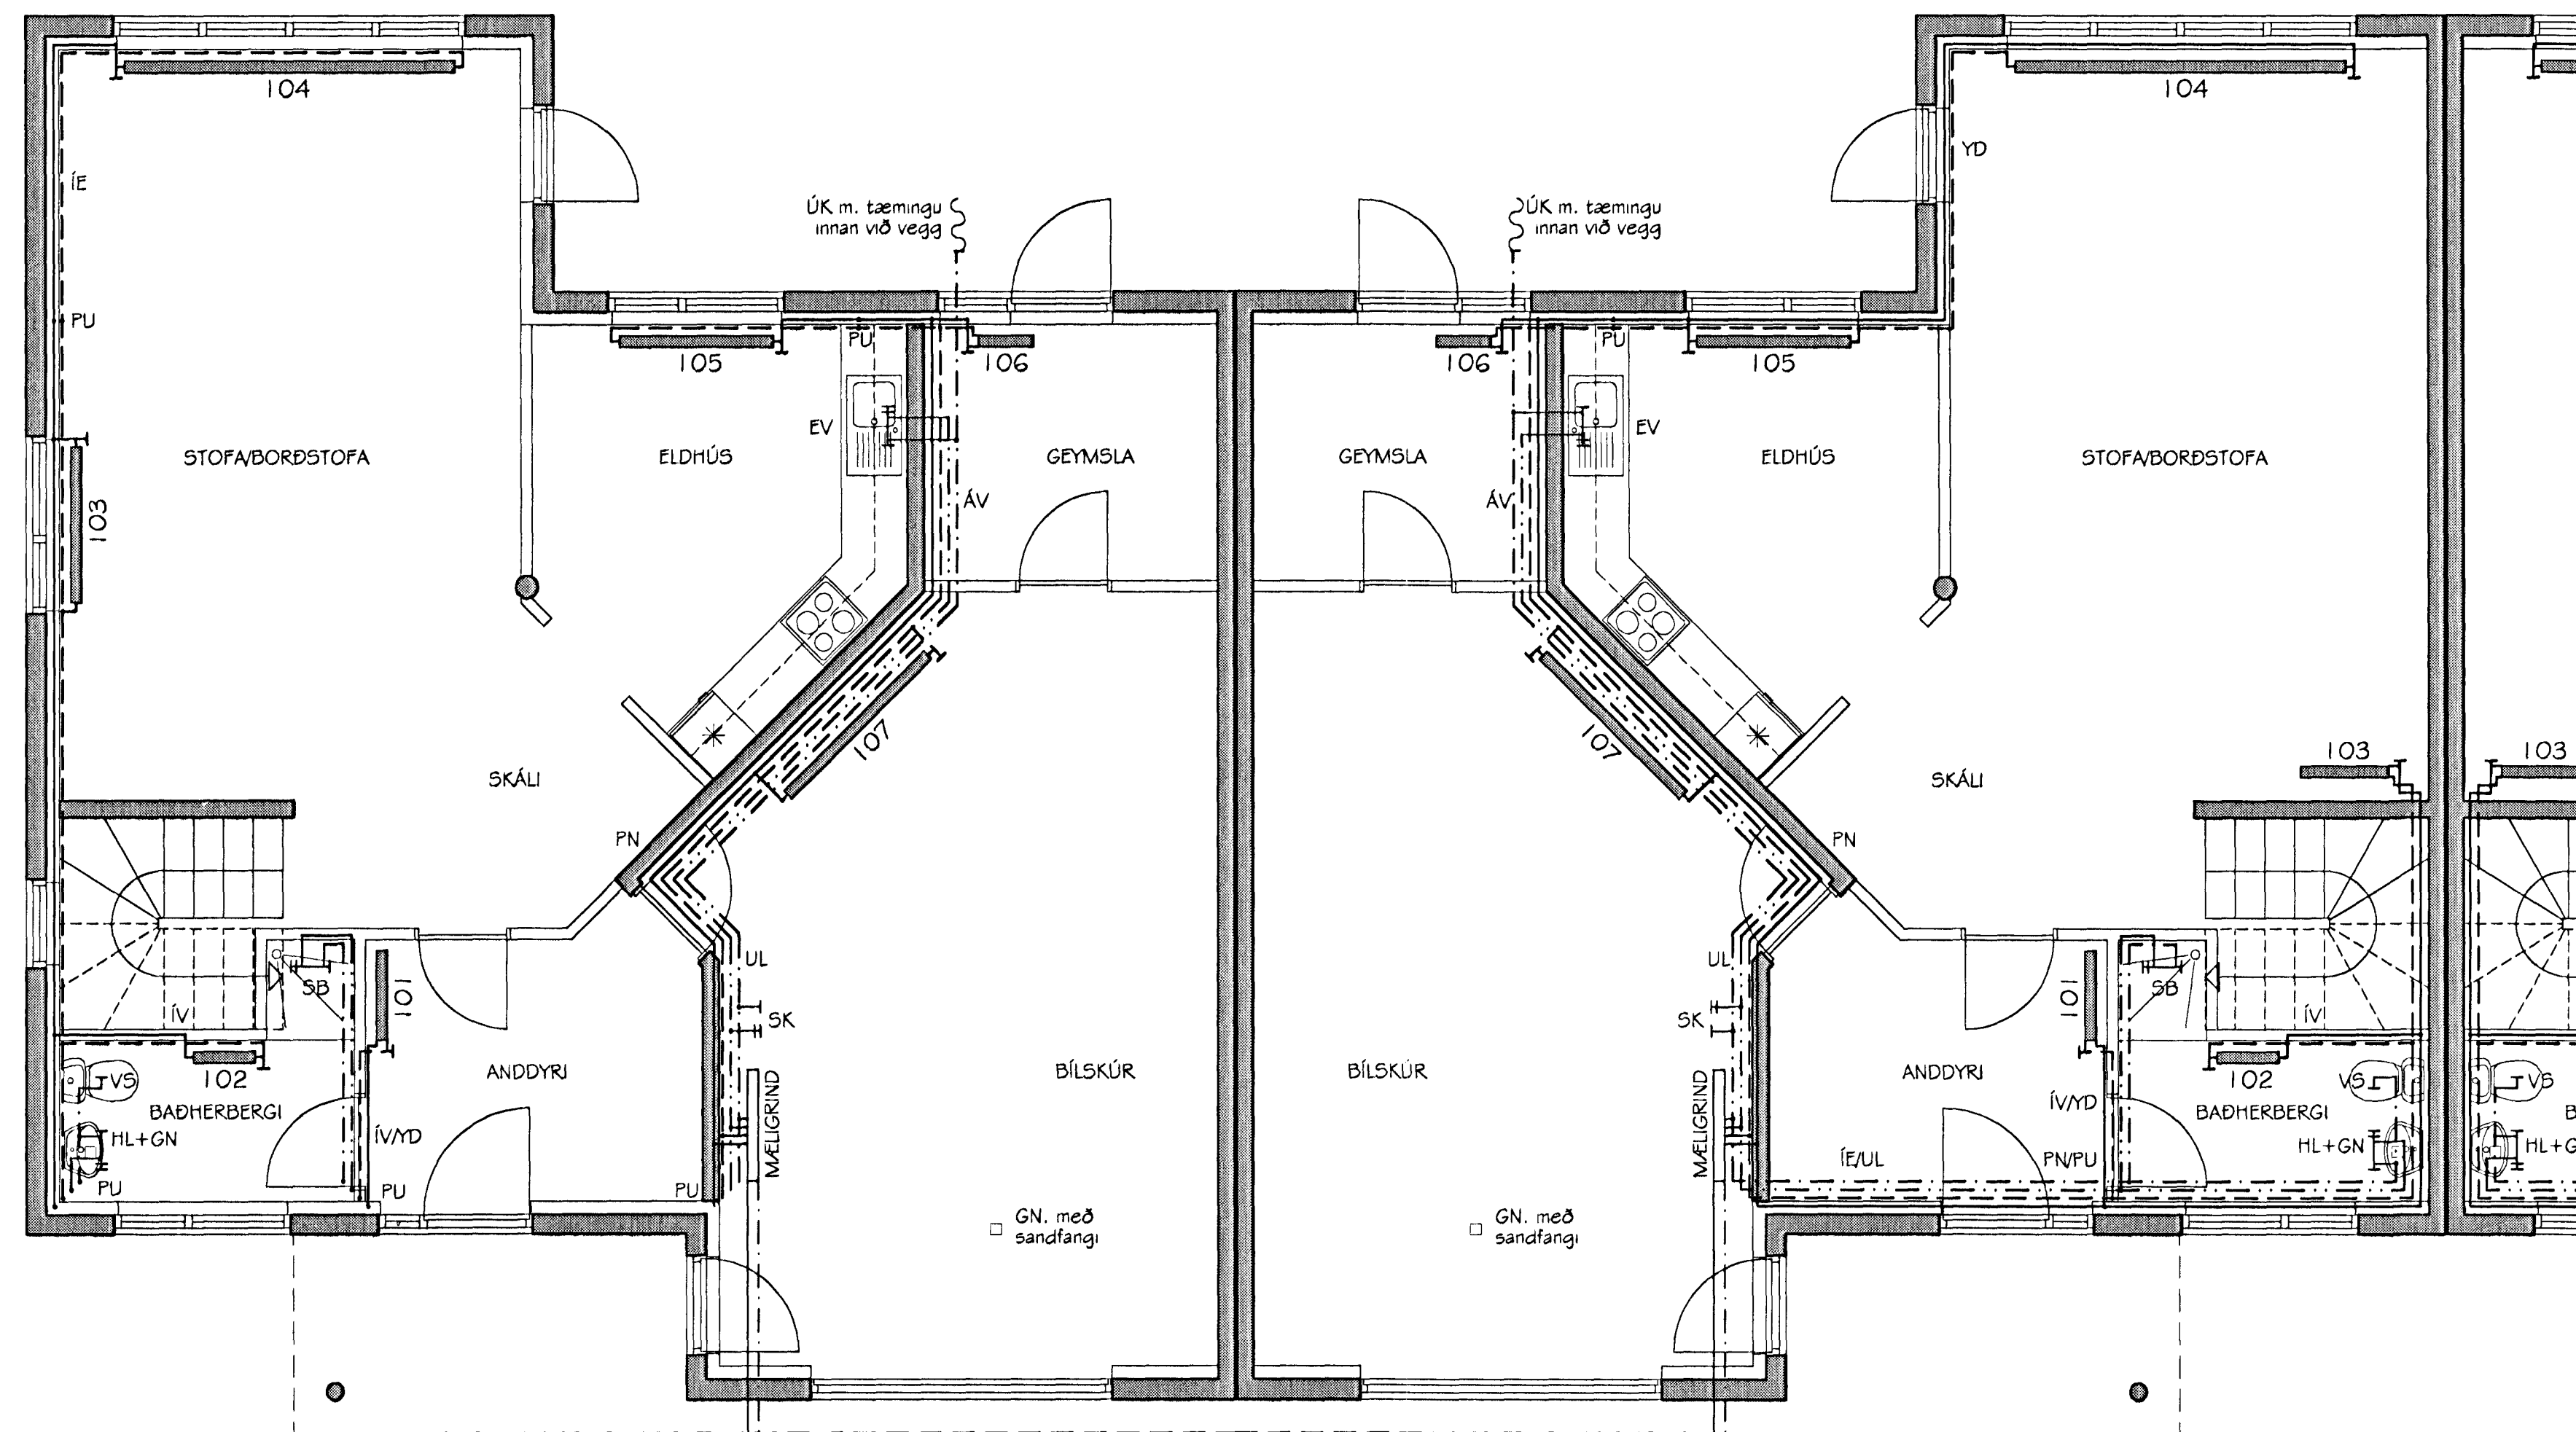 104
104
ÍE
YD
ÚK m. tæmingu
innan við vegg
ÚK m. tæmingu
innan við vegg
PU
PU
PU
105
106
106
105
EV
EV
STOFA/BORÐSTOFA
ELDHÚS
GEYMSLA
GEYMSLA
ELDHÚS
STOFA/BORÐSTOFA
103
ÁV
ÁV
107
107
SKÁLI
SKÁLI
103
103
PN
PN
UL
UL
SB
SB
101
101
ÍV
ÍV
SK
SK
VS
102
ANDDYRI
BÍLSKÚR
BÍLSKÚR
ANDDYRI
102
VS
VS
BAÐHERBERGI
BAÐHERBERGI
B
MÆLIGRIND
MÆLIGRIND
ÍV/YD
ÍV/YD
HL+GN
HL+GN
HL+G
ÍE/UL
PN/PU
PU
PU
PU
GN. með
sandfangi
GN. með
sandfangi